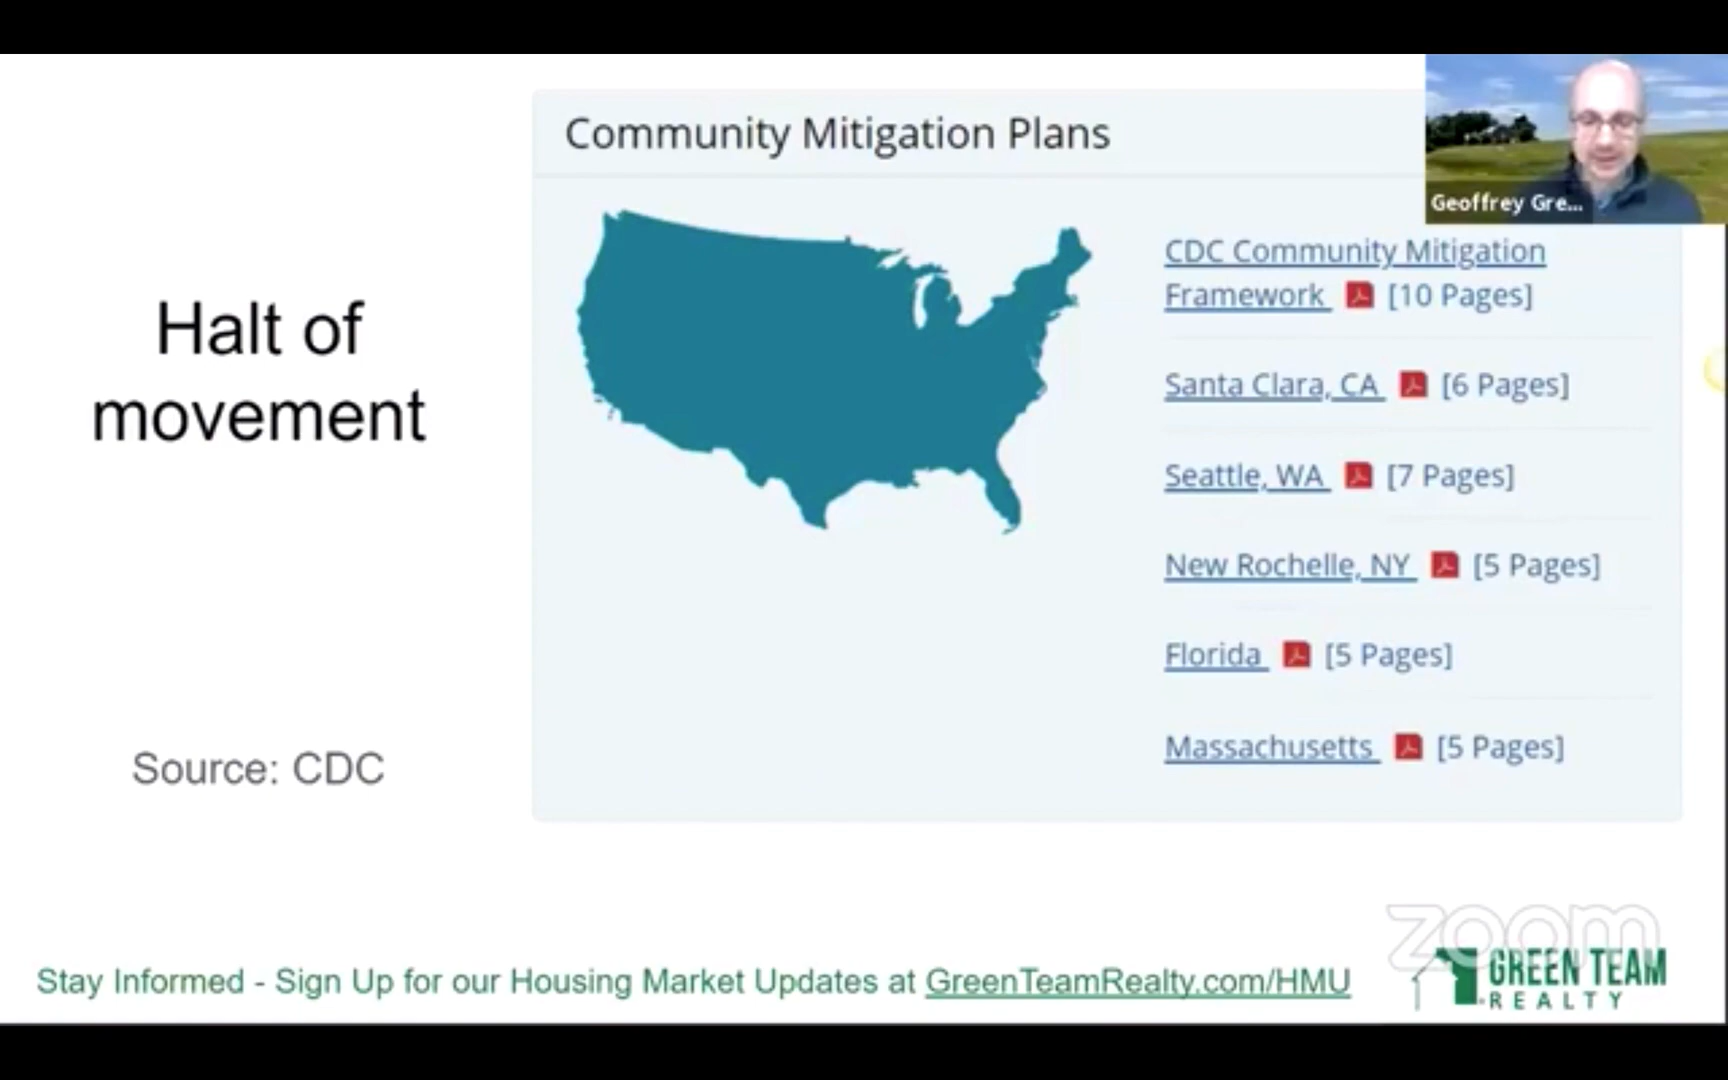 Community Mitigation Plans
Geoffrey Gre...
Halt of
movement
Source: CDC
CDC Community Mitigation
Framework [10 Pages]
Santa Clara, CA [6 Pages]
Seattle, WA [7 Pages]
New Rochelle, NY [5 Pages]
Florida [5 Pages]
Massachusetts [5 Pages]
zoom
Stay Informed - Sign Up for our Housing Market Updates at GreenTeamRealty.com/HMU
GREEN TEAM
REALTY